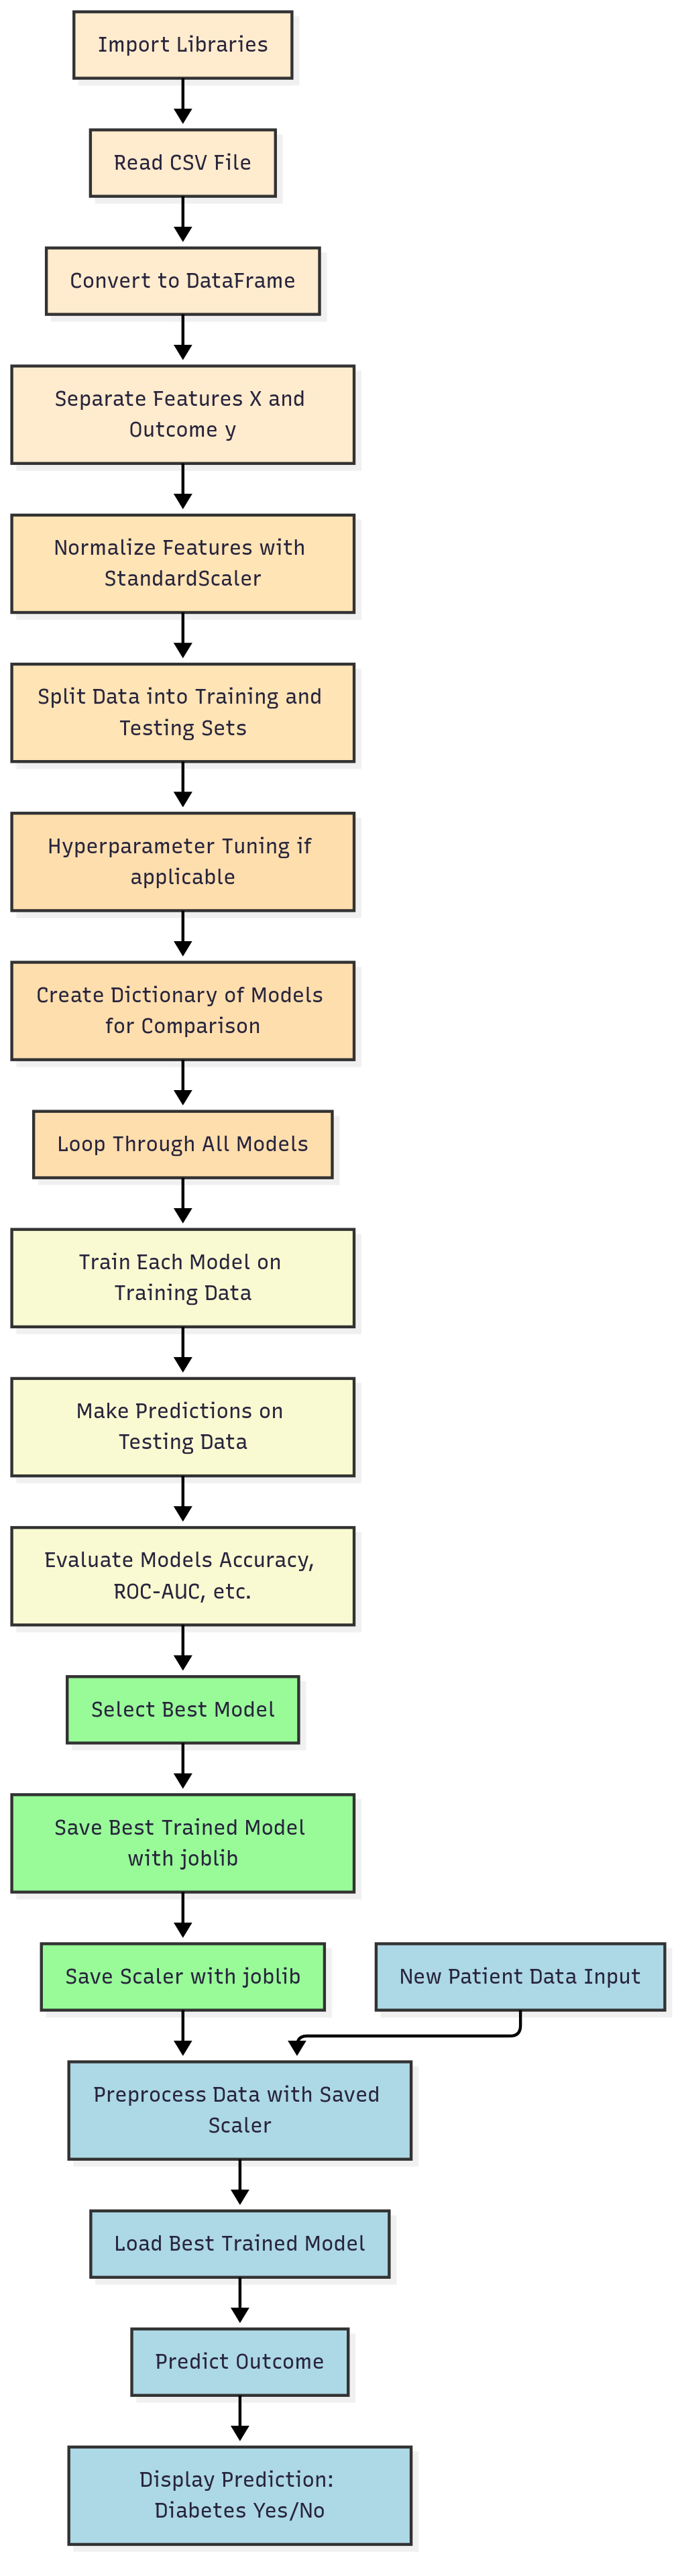 Import Libraries
Read CSV File
Convert to DataFrame
Separate Features X and
Outcome y
Normalize Features with
StandardScaler
Split Data into Training and
Testing Sets
Hyperparameter Tuning if
applicable
Create Dictionary of Models
for Comparison
Loop Through All Models
Train Each Model on
Training Data
Make Predictions on
Testing Data
Evaluate Models Accuracy,
ROC-AUC, etc.
Select Best Model
Save Best Trained Model
with joblib
Save Scaler with joblib
New Patient Data Input
Preprocess Data with Saved
Scaler
Load Best Trained Model
Predict Outcome
Display Prediction:
Diabetes Yes/No